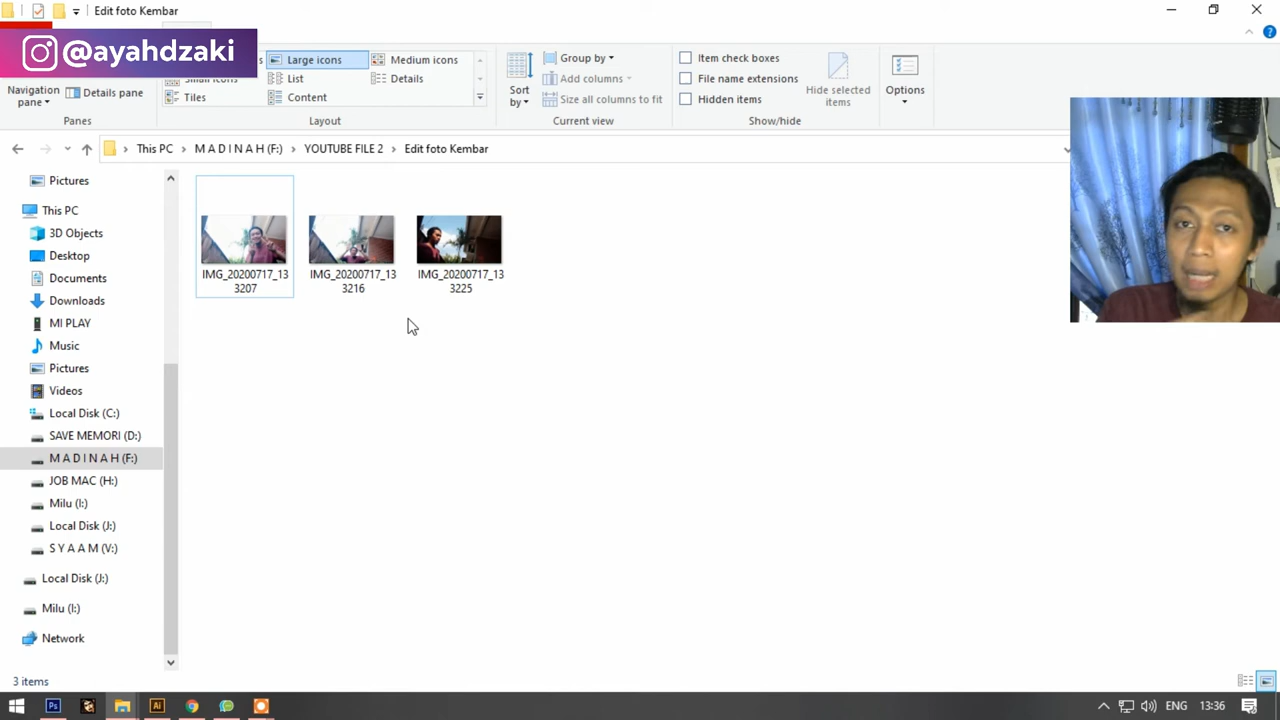 Edit foto Kembar
@ayahdzaki
Large icons
Medium icons
Item check boxes
Group by
List
Details
Add columns
File name extensions
Navigation pane
Details pane
Tiles
Content
Sort by
Size all columns to fit
Hidden items
Hide selected items
Options
Panes
Layout
Current view
Show/hide
This PC > M A D I N A H (F:) > YOUTUBE FILE 2 > Edit foto Kembar
Pictures
This PC
3D Objects
Desktop
Documents
Downloads
MI PLAY
Music
Pictures
Videos
Local Disk (C:)
SAVE MEMORI (D:)
M A D I N A H (F:)
JOB MAC (H:)
Milu (I:)
Local Disk (J:)
S Y A A M (V:)
Local Disk (J:)
Milu (I:)
Network
IMG_20200717_13
3207
IMG_20200717_13
3216
IMG_20200717_13
3225
3 items
Ps
Ai
ENG
13:36